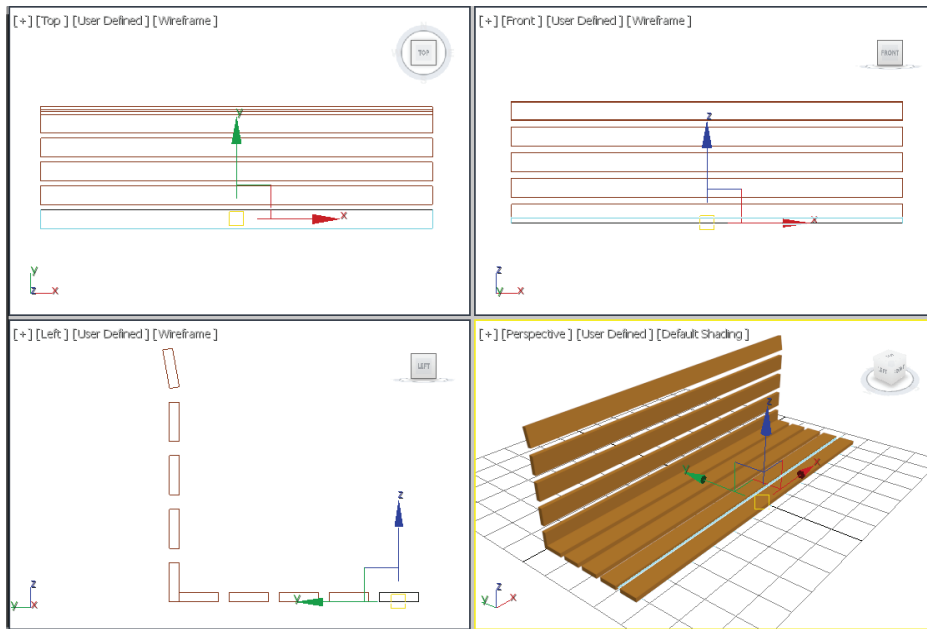 [+] [Top] [User Defined] [Wireframe]
TOP
y
x
y
z
x
[+] [Front] [User Defined] [Wireframe]
FRONT
z
x
z
y
x
[+] [Left] [User Defined] [Wireframe]
LEFT
z
y
z
y
x
[+] [Perspective] [User Defined] [Default Shading]
z
y
x
z
y
x